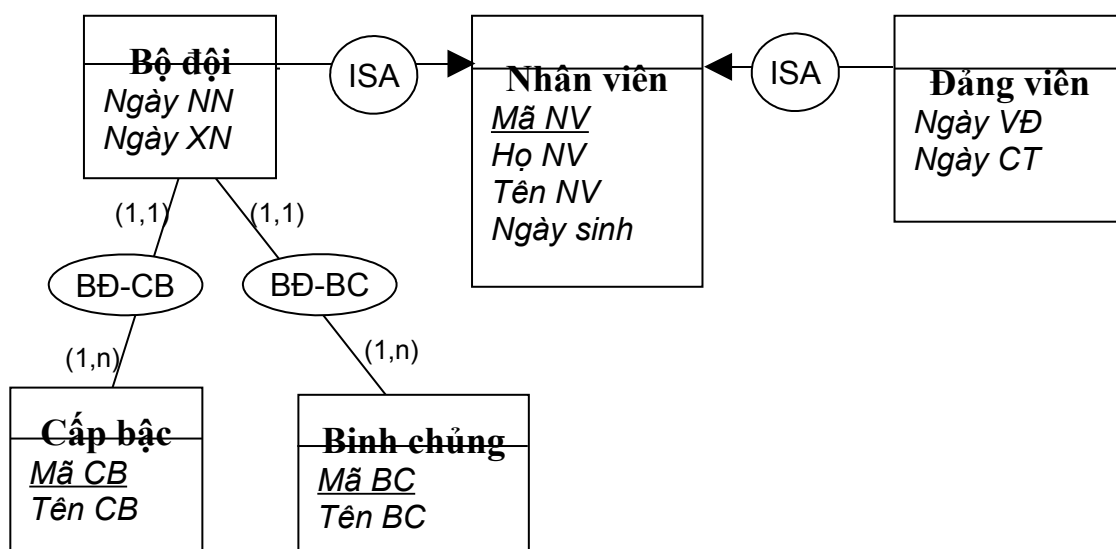 Bộ đội
Ngày NN
Ngày XN
ISA
Nhân viên
Mã NV
Họ NV
Tên NV
Ngày sinh
ISA
Đảng viên
Ngày VĐ
Ngày CT
(1,1)
(1,1)
BĐ-CB
BĐ-BC
(1,n)
(1,n)
Cấp bậc
Mã CB
Tên CB
Binh chủng
Mã BC
Tên BC